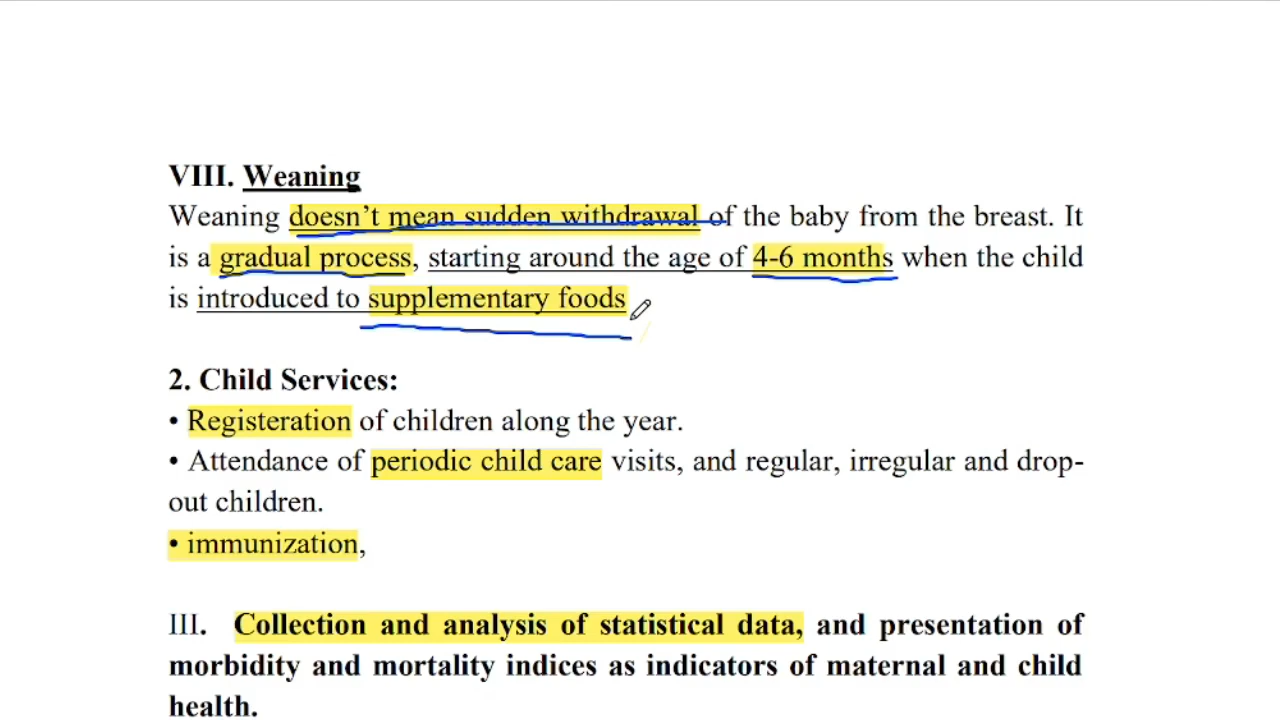 VIII. Weaning
Weaning doesn't mean sudden withdrawal of the baby from the breast. It
is a gradual process, starting around the age of 4-6 months when the child
is introduced to supplementary foods
2. Child Services:
• Registeration of children along the year.
• Attendance of periodic child care visits, and regular, irregular and drop-
out children.
• immunization,
III. Collection and analysis of statistical data, and presentation of
morbidity and mortality indices as indicators of maternal and child
health.